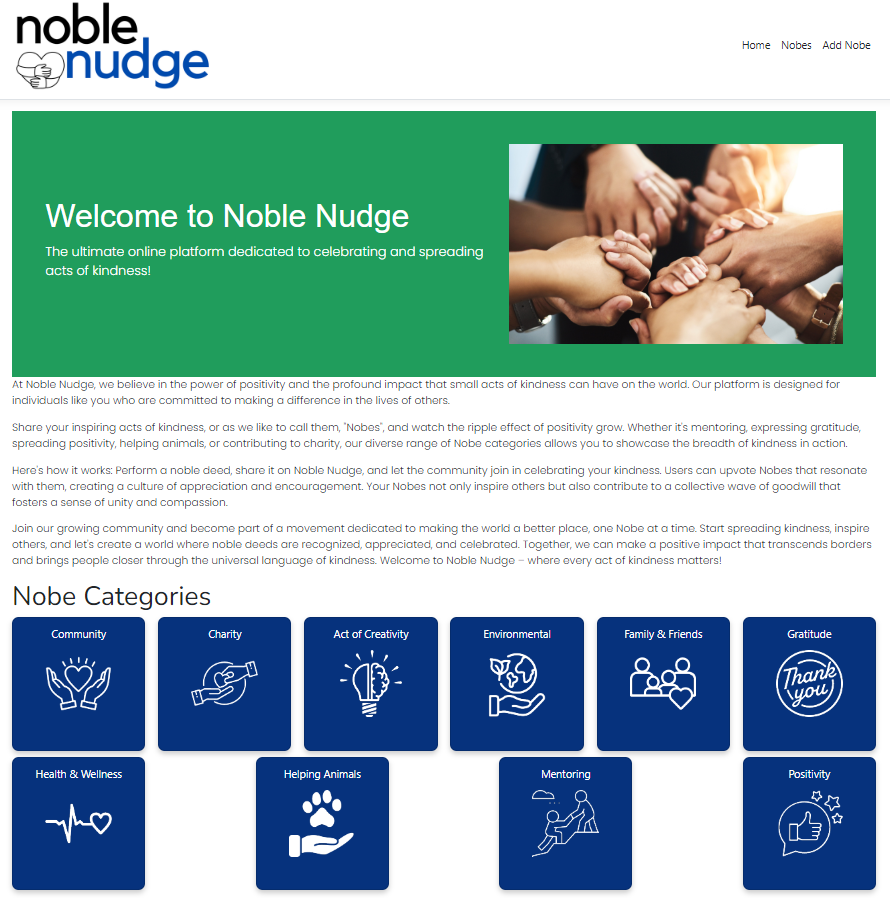 noble
nudge
Home Nobes Add Nobe
Welcome to Noble Nudge
The ultimate online platform dedicated to celebrating and spreading
acts of kindness!
At Noble Nudge, we believe in the power of positivity and the profound impact that small acts of kindness can have on the world. Our platform is designed for
individuals like you who are committed to making a difference in the lives of others.
Share your inspiring acts of kindness, or as we like to call them, "Nobes", and watch the ripple effect of positivity grow. Whether it's mentoring, expressing gratitude,
spreading positivity, helping animals, or contributing to charity, our diverse range of Nobe categories allows you to showcase the breadth of kindness in action.
Here's how it works: Perform a noble deed, share it on Noble Nudge, and let the community join in celebrating your kindness. Users can upvote Nobes that resonate
with them, creating a culture of appreciation and encouragement. Your Nobes not only inspire others but also contribute to a collective wave of goodwill that
fosters a sense of unity and compassion.
Join our growing community and become part of a movement dedicated to making the world a better place, one Nobe at a time. Start spreading kindness, inspire
others, and let's create a world where noble deeds are recognized, appreciated, and celebrated. Together, we can make a positive impact that transcends borders
and brings people closer through the universal language of kindness. Welcome to Noble Nudge – where every act of kindness matters!
Nobe Categories
Community Charity Act of Creativity Environmental Family & Friends Gratitude
Thank
you
Health & Wellness Helping Animals Mentoring Positivity